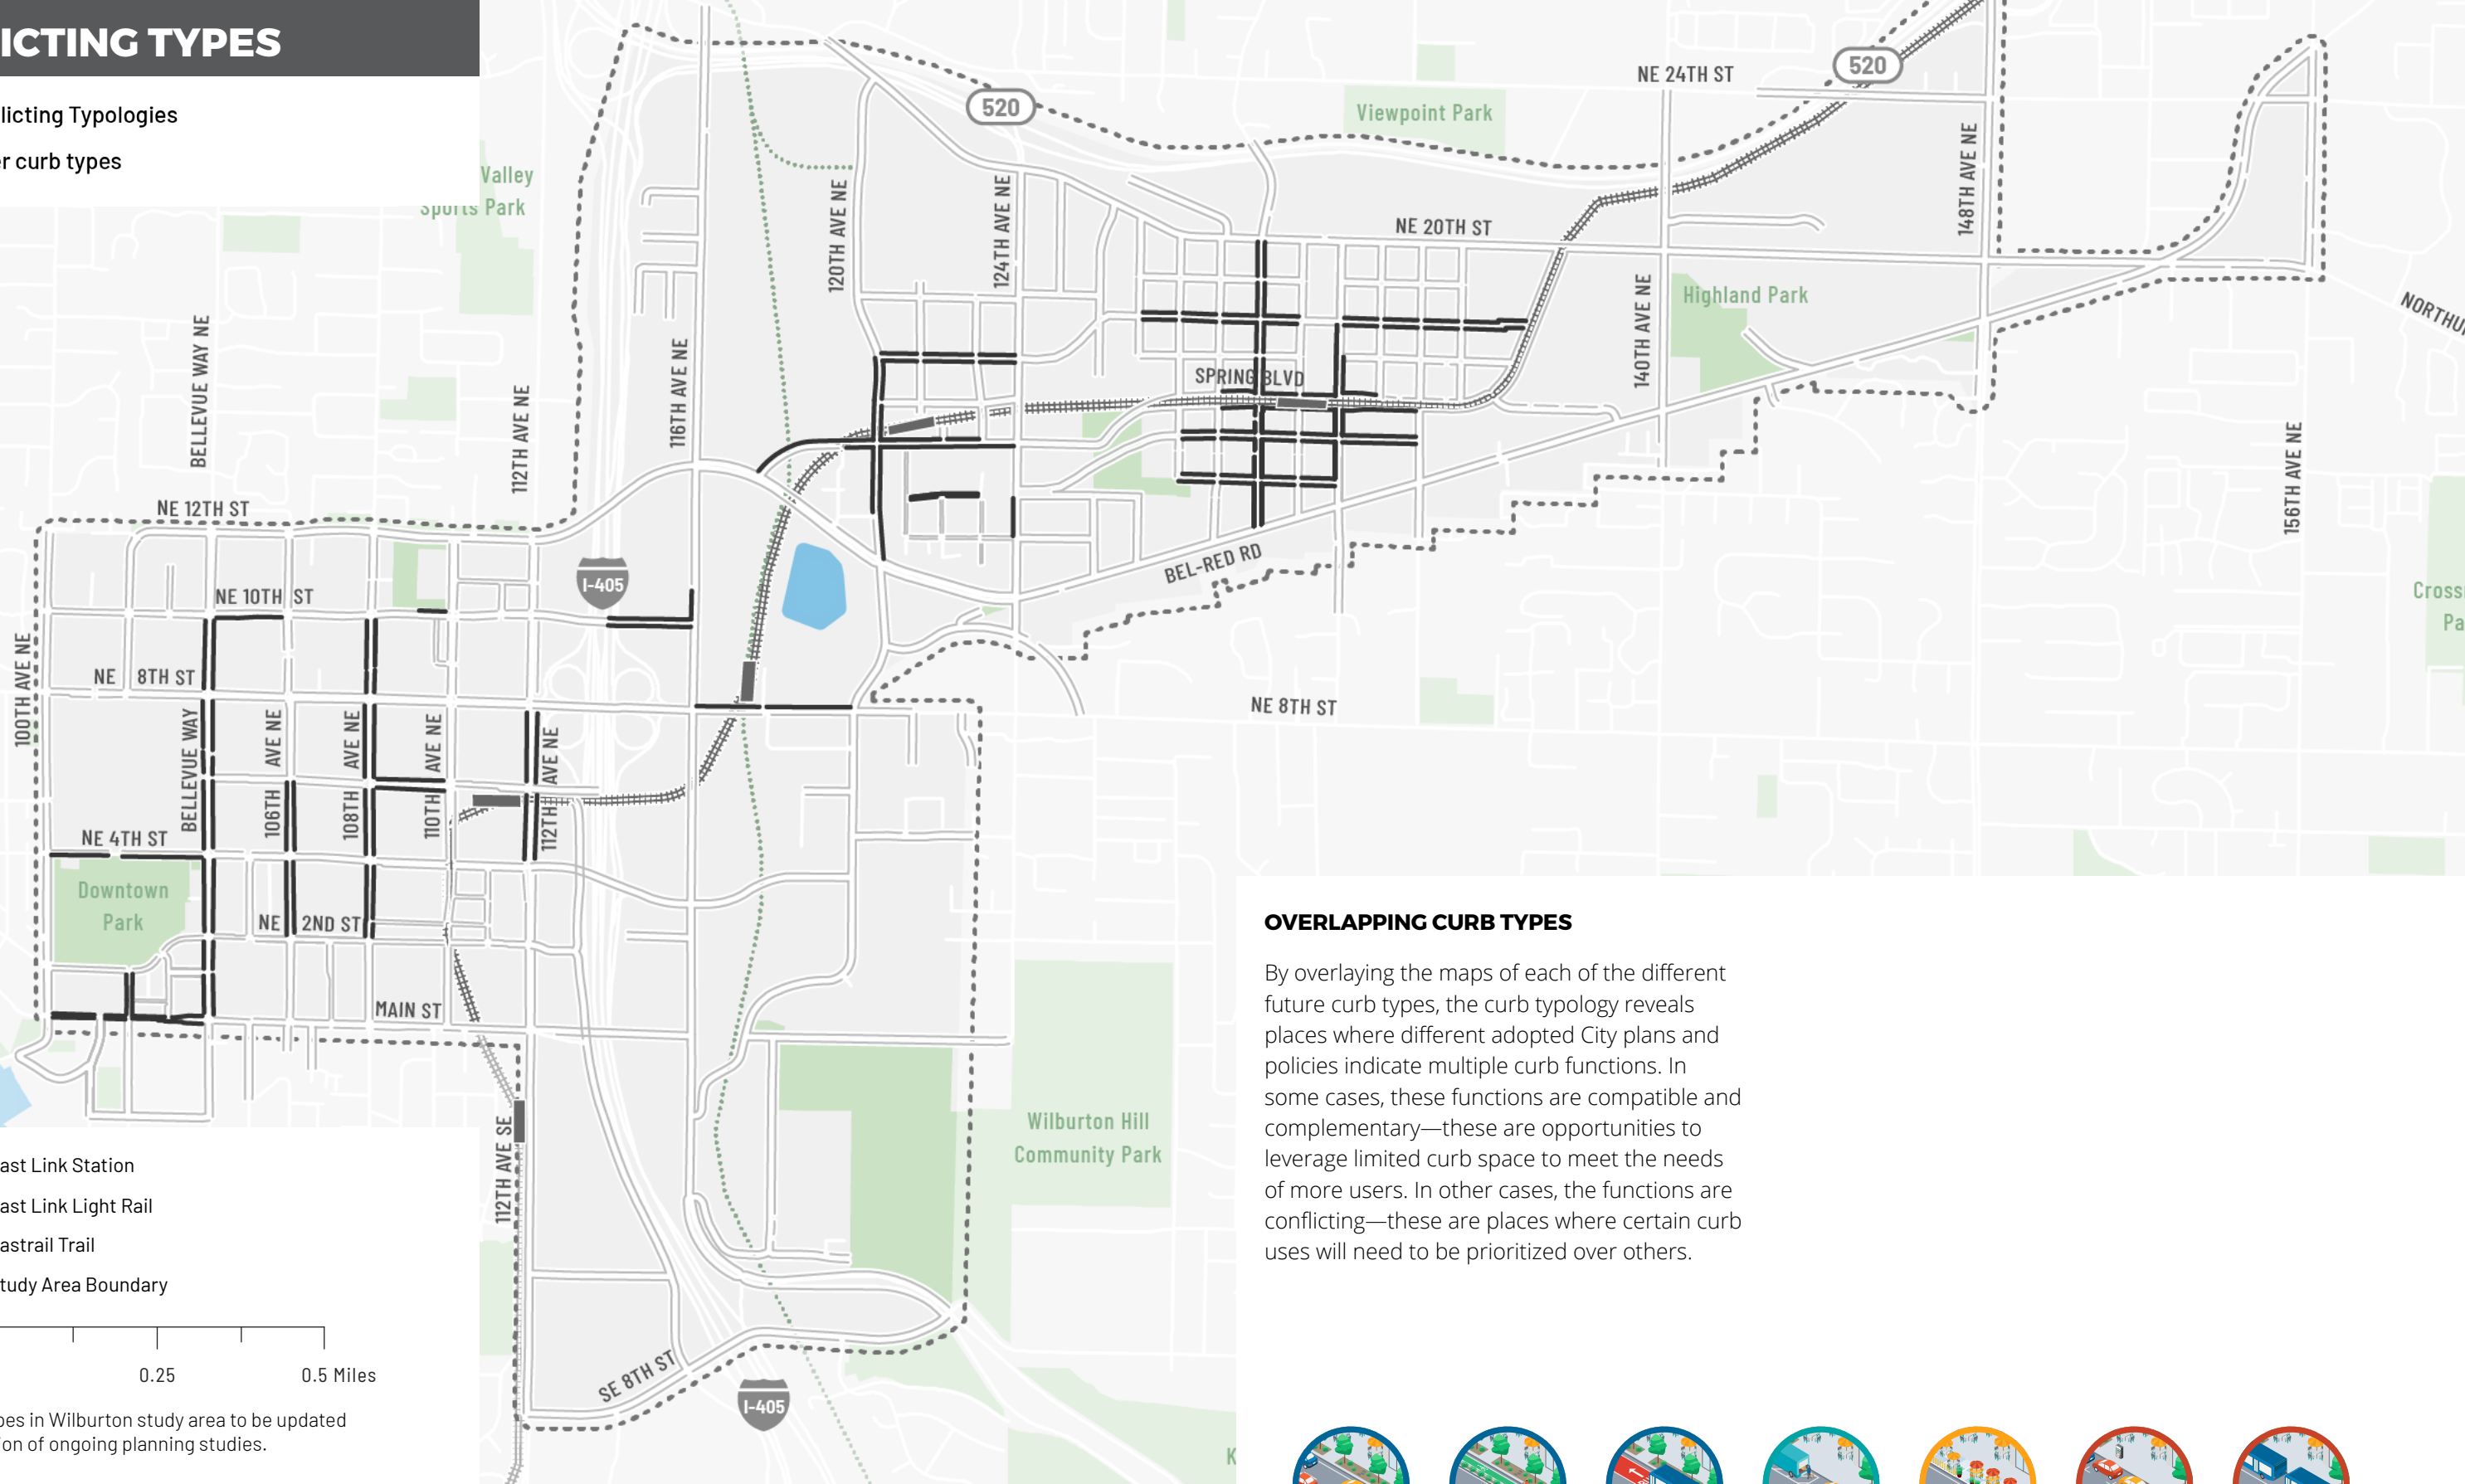 ICTING TYPES
licting Typologies
er curb types
Valley
Sports Park
520
520
NE 24TH ST
Viewpoint Park
148TH AVE NE
120TH AVE NE
124TH AVE NE
NE 20TH ST
140TH AVE NE
Highland Park
NORTHU
BELLEVUE WAY NE
112TH AVE NE
116TH AVE NE
SPRING BLVD
156TH AVE NE
NE 12TH ST
I-405
BEL-RED RD
NE 10TH ST
Cross
Pa
100TH AVE NE
NE 8TH ST
NE 8TH ST
BELLEVUE WAY
106TH AVE NE
108TH AVE NE
110TH AVE NE
112TH AVE NE
NE 4TH ST
Downtown
Park
NE 2ND ST
MAIN ST
112TH AVE SE
Wilburton Hill
Community Park
SE 8TH ST
I-405
K
ast Link Station
ast Link Light Rail
astrail Trail
tudy Area Boundary
0.25
0.5 Miles
pes in Wilburton study area to be updated
ion of ongoing planning studies.
OVERLAPPING CURB TYPES
By overlaying the maps of each of the different
future curb types, the curb typology reveals
places where different adopted City plans and
policies indicate multiple curb functions. In
some cases, these functions are compatible and
complementary—these are opportunities to
leverage limited curb space to meet the needs
of more users. In other cases, the functions are
conflicting—these are places where certain curb
uses will need to be prioritized over others.